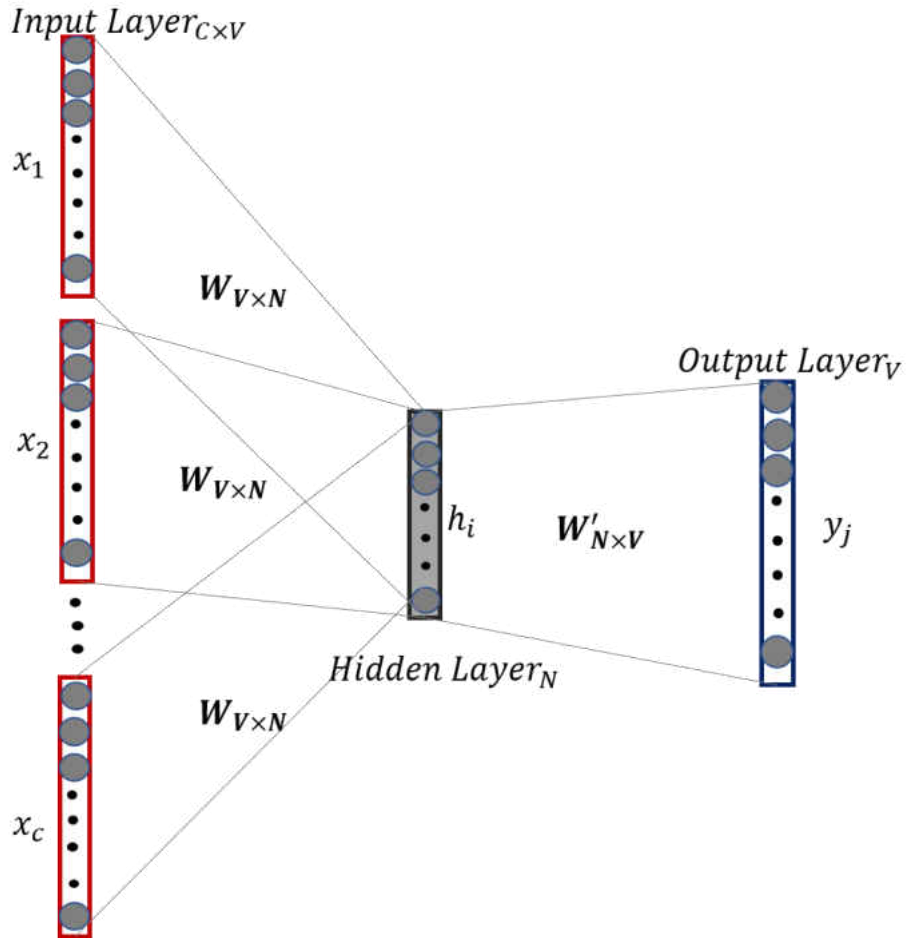 Input Layer_{C×V}
x_1
W_{V×N}
Output Layer_V
x_2
W_{V×N}
h_i
W'_{N×V}
y_j
Hidden Layer_N
W_{V×N}
x_c